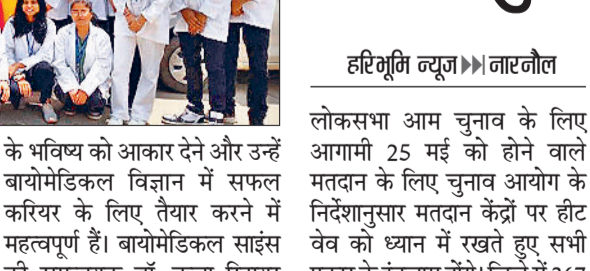 के भविष्य को आकार देने और उन्हें
बायोमेडिकल विज्ञान में सफल
करियर के लिए तैयार करने में
महत्वपूर्ण हैं। बायोमेडिकल साइंस
हरिभूमि न्यूज नारनौल
लोकसभा आम चुनाव के लिए
आगामी 25 मई को होने वाले
मतदान के लिए चुनाव आयोग के
निर्देशानुसार मतदान केंद्रों पर हीट
वेव को ध्यान में रखते हुए सभी